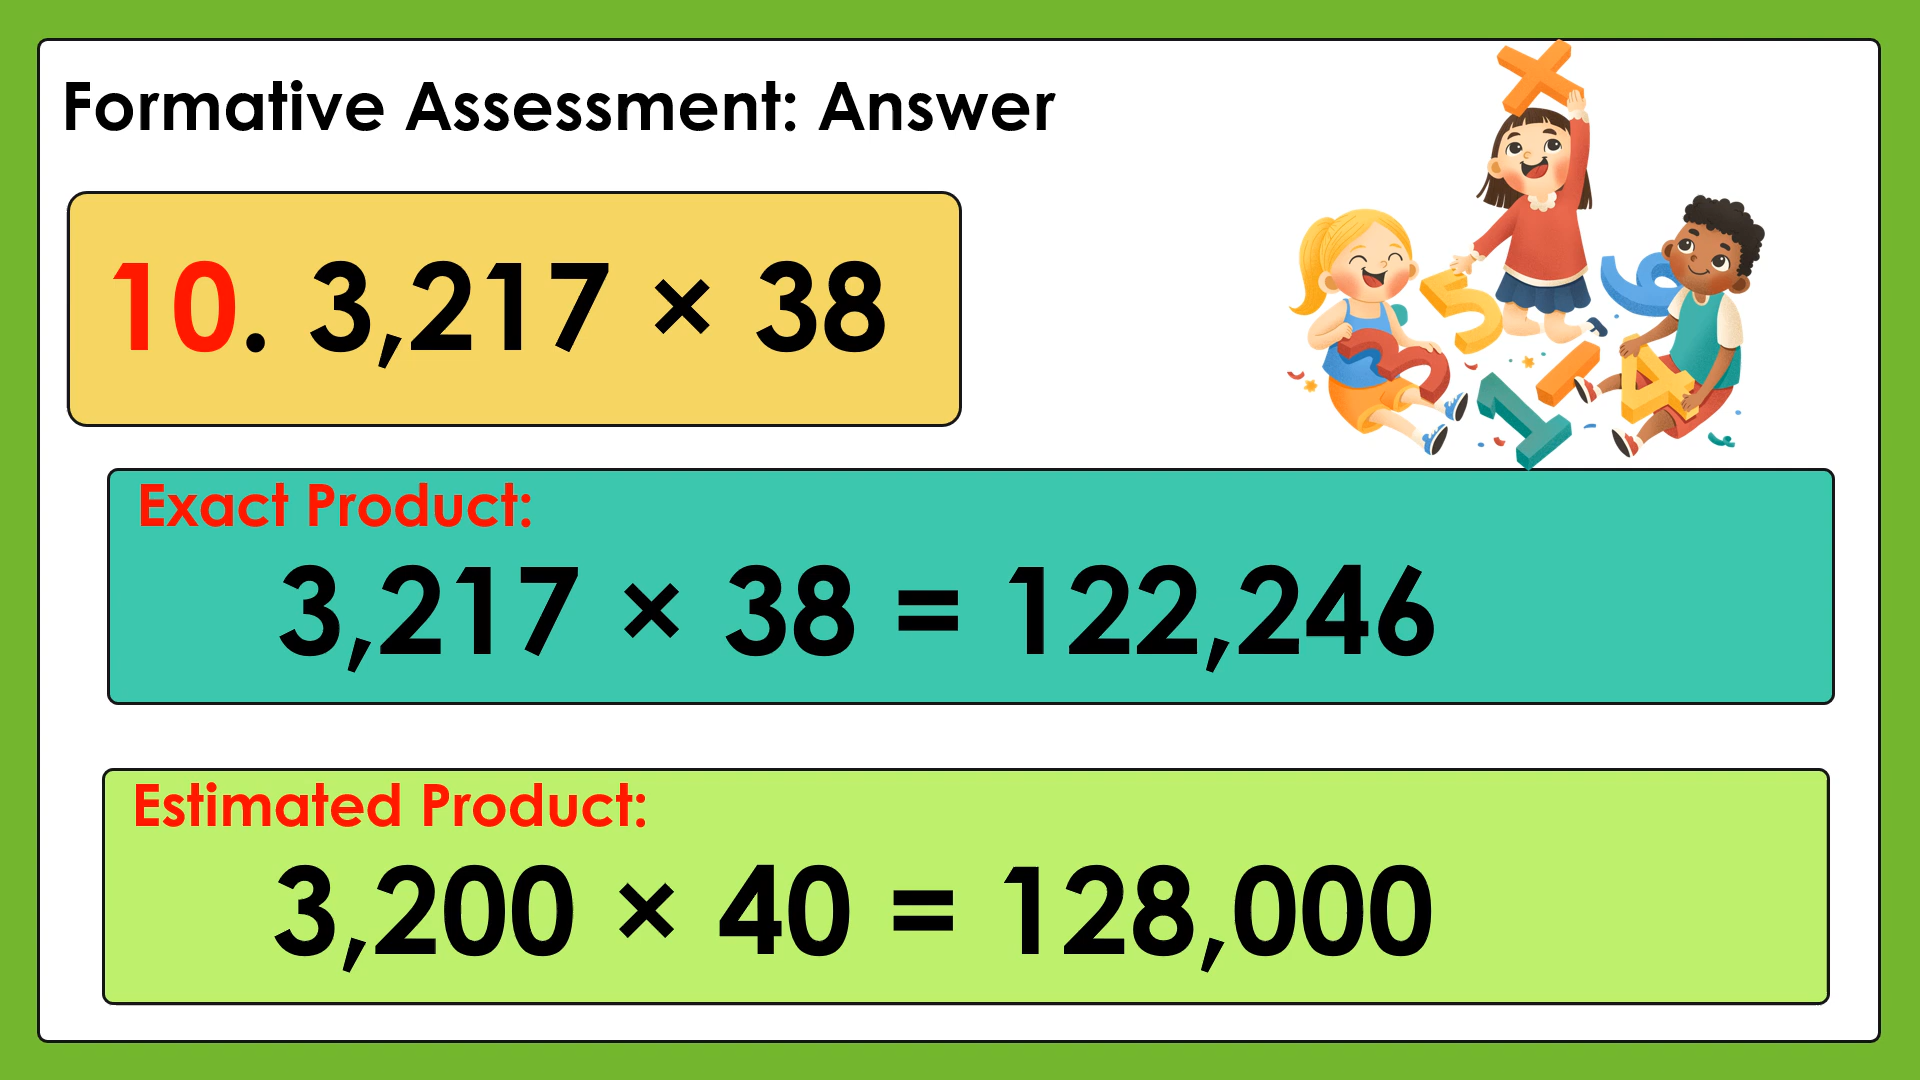 Formative Assessment: Answer
10. 3,217 × 38
Exact Product:
3,217 × 38 = 122,246
Estimated Product:
3,200 × 40 = 128,000